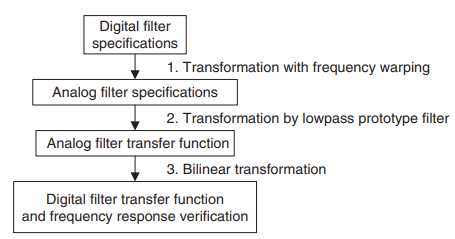 Digital filter
specifications
1. Transformation with frequency warping
Analog filter specifications
2. Transformation by lowpass prototype filter
Analog filter transfer function
3. Bilinear transformation
Digital filter transfer function
and frequency response verification